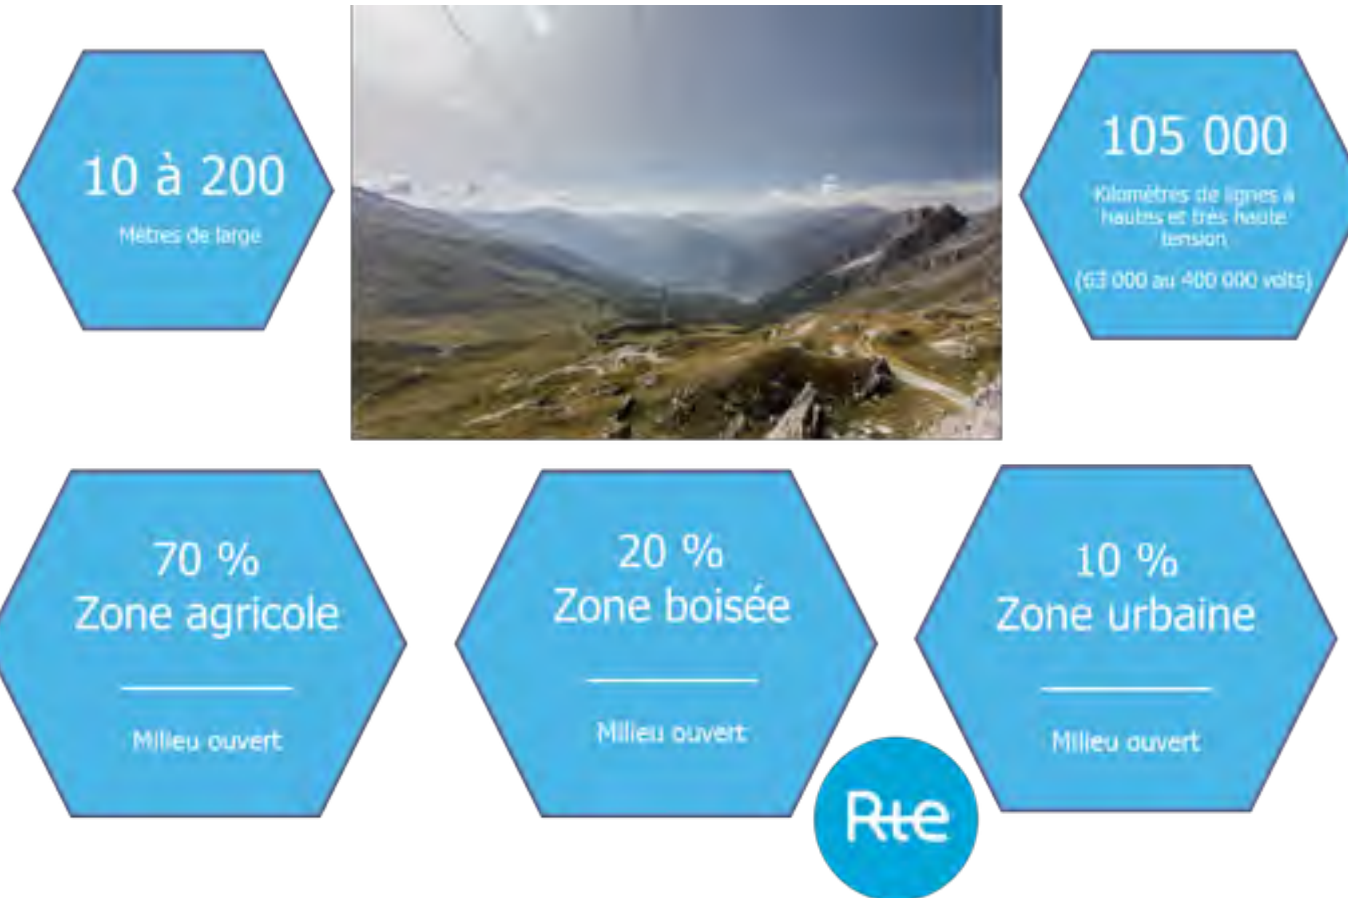 10 à 200
Mètres de large
105 000
Kilomètres de lignes à
hautes et très haute
tension
(63 000 au 400 000 volts)
70 %
Zone agricole
Milieu ouvert
20 %
Zone boisée
Milieu ouvert
10 %
Zone urbaine
Milieu ouvert
Rte